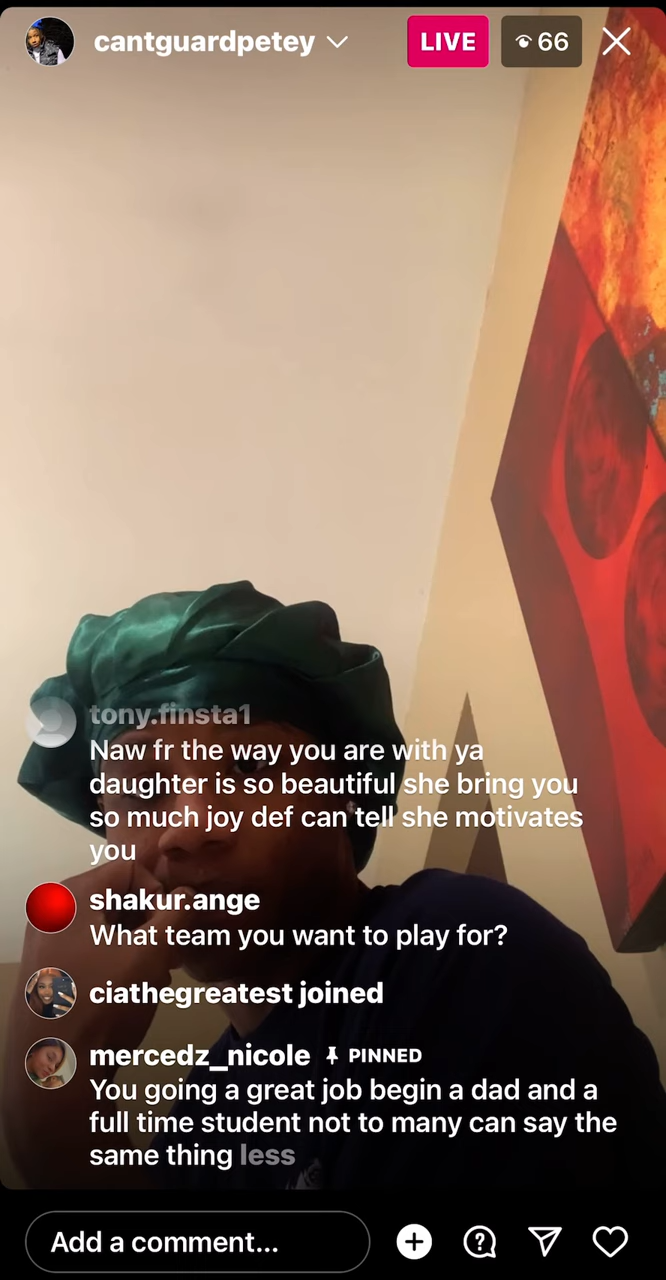 cantguardpetey
LIVE
66
tony.finsta1
Naw fr the way you are with ya
daughter is so beautiful she bring you
so much joy def can tell she motivates
you
shakur.ange
What team you want to play for?
ciathegreatest joined
mercedz_nicole PINNED
You going a great job begin a dad and a
full time student not to many can say the
same thing less
Add a comment...